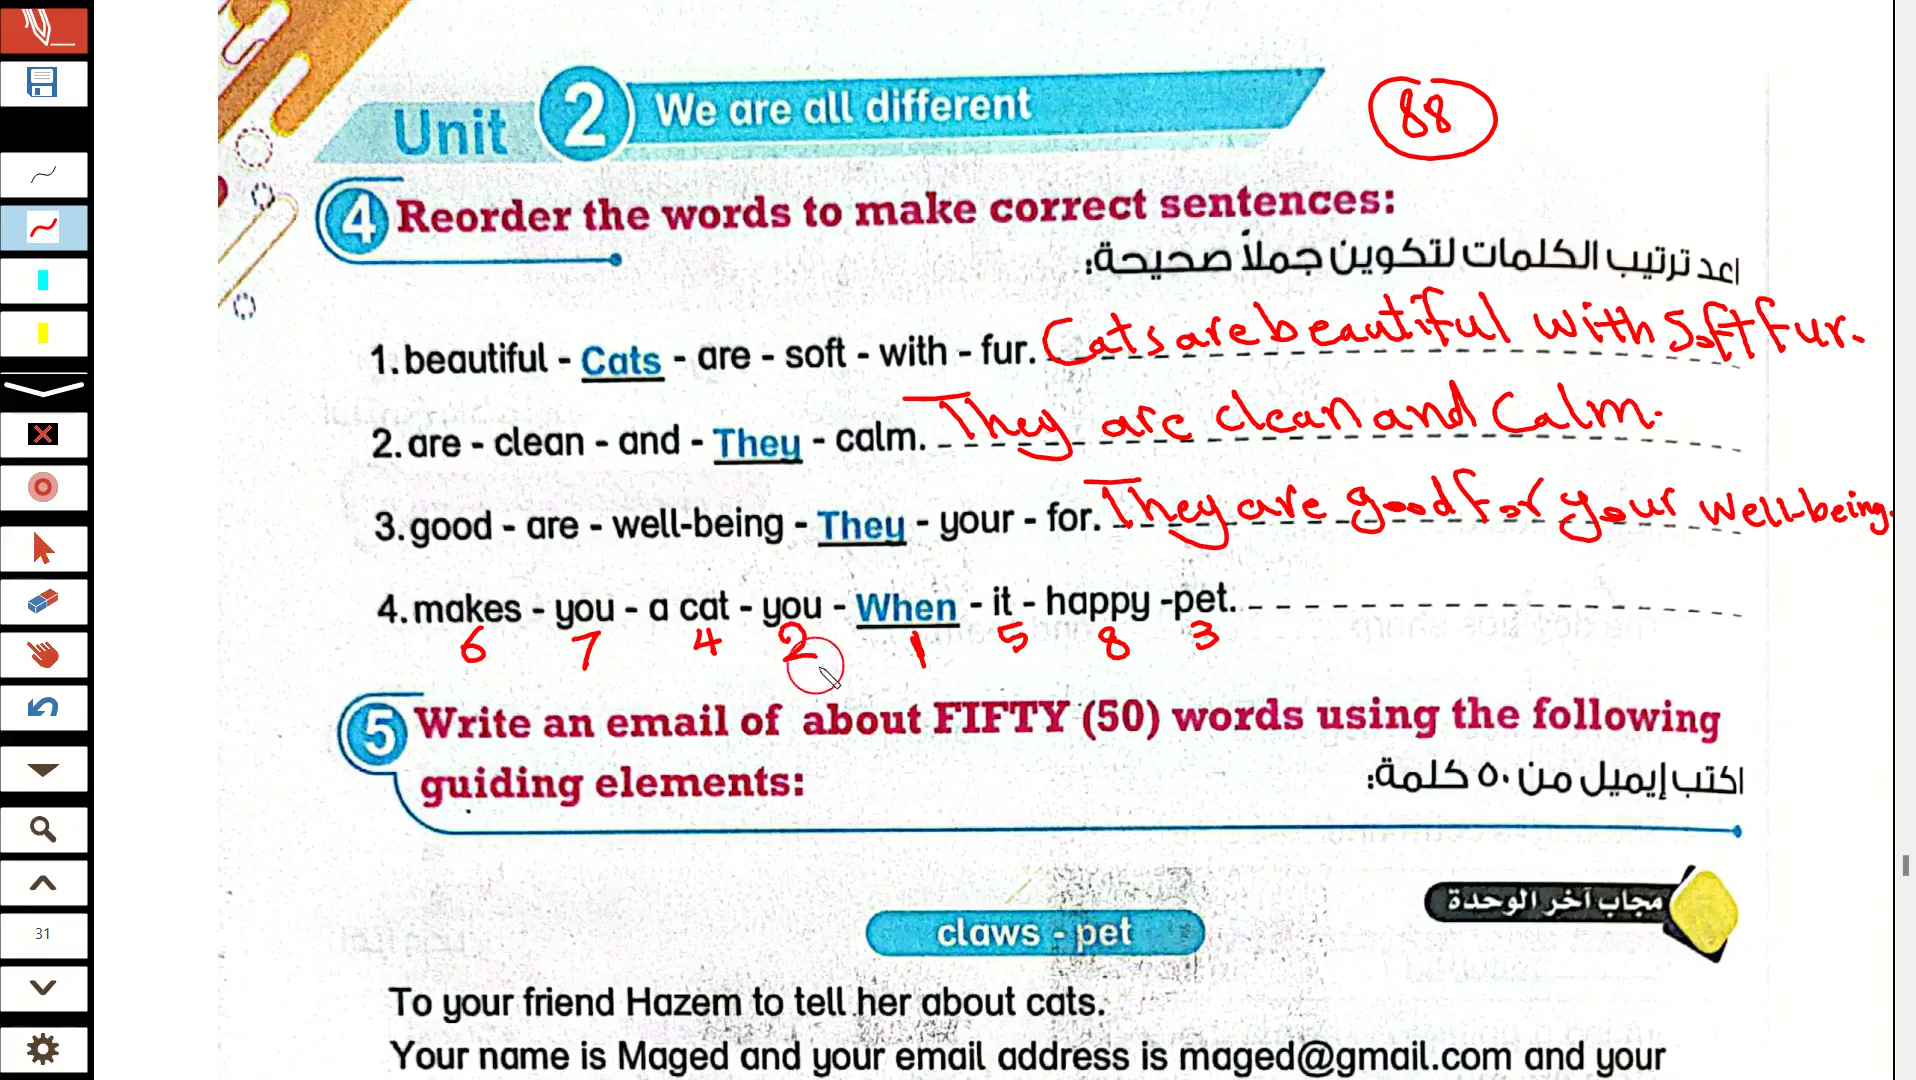 Unit 2 We are all different
88
4 Reorder the words to make correct sentences:
اعد ترتيب الكلمات لتكوين جملاً صحيحة:
1. beautiful - Cats - are - soft - with - fur. Cats are beautiful with soft fur.
2. are - clean - and - They - calm. They are clean and calm.
3. good - are - well-being - They - your - for. They are good for your well-being.
4. makes - you - a cat - you - When - it - happy -pet.
6 7 4 2 1 5 8 3
5 Write an email of about FIFTY (50) words using the following
guiding elements:
اكتب إيميل من ٥٠ كلمة:
مجاب آخر الوحدة
claws - pet
To your friend Hazem to tell her about cats.
Your name is Maged and your email address is maged@gmail.com and your
31